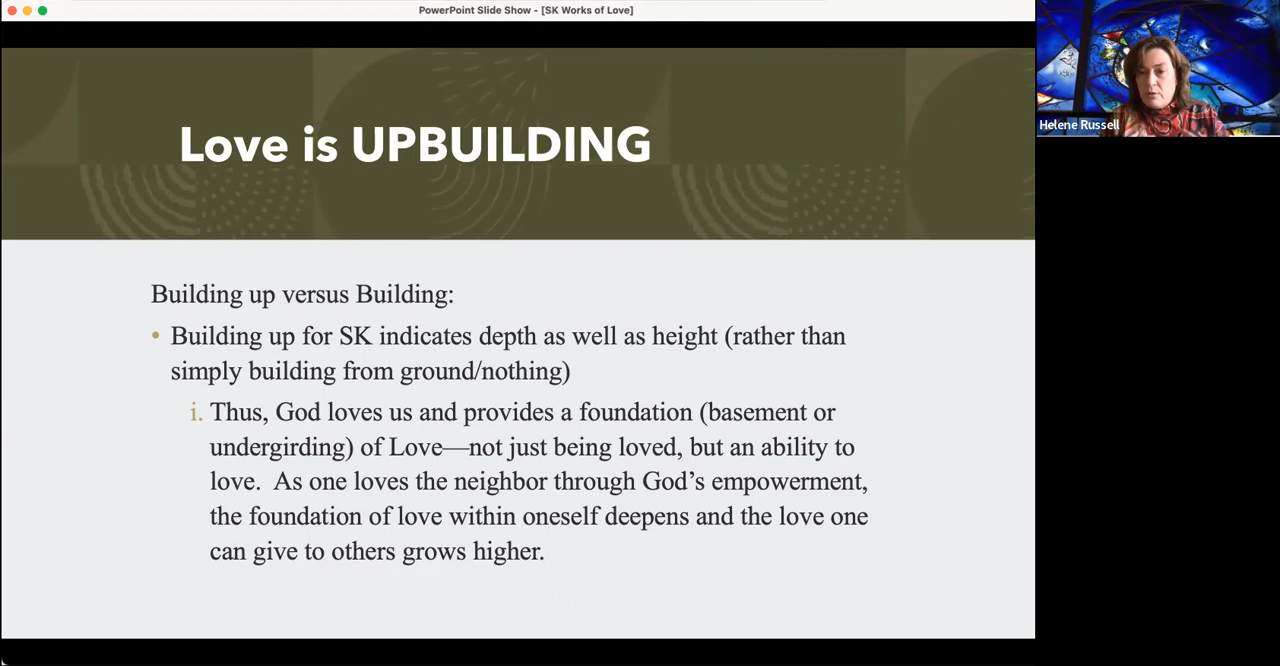 PowerPoint Slide Show - [SK Works of Love]
Love is UPBUILDING
Helene Russell
Building up versus Building:
• Building up for SK indicates depth as well as height (rather than
simply building from ground/nothing)
i. Thus, God loves us and provides a foundation (basement or
undergirding) of Love—not just being loved, but an ability to
love.  As one loves the neighbor through God’s empowerment,
the foundation of love within oneself deepens and the love one
can give to others grows higher.